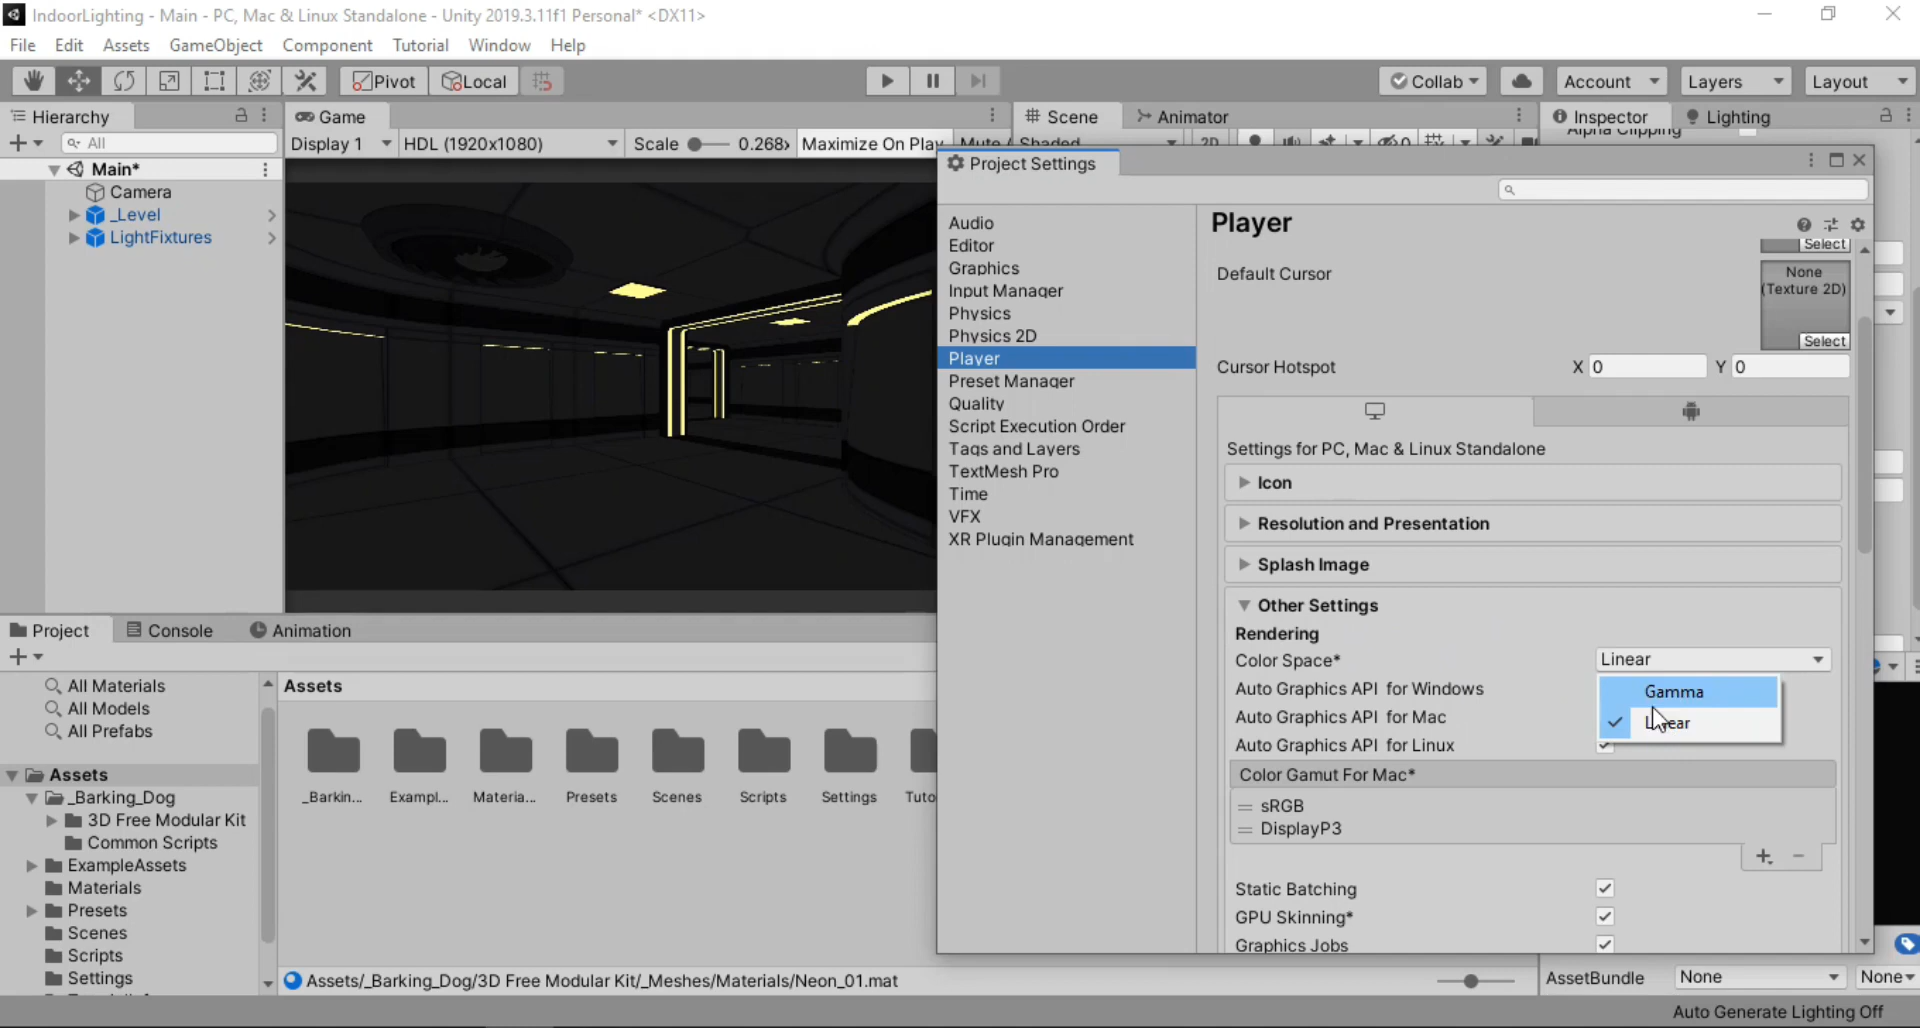 IndoorLighting - Main - PC, Mac & Linux Standalone - Unity 2019.3.11f1 Personal* <DX11>
File Edit Assets GameObject Component Tutorial Window Help
Pivot Local Collab Account Layers Layout
Hierarchy
All
Main*
Camera
_Level
LightFixtures
Game
Display 1 HDL (1920x1080) Scale 0.268x Maximize On Play Mute
Scene Animator
Shaded 2D 0
Inspector Lighting
Alpha Clipping
Project Settings
Audio
Editor
Graphics
Input Manager
Physics
Physics 2D
Player
Preset Manager
Quality
Script Execution Order
Tags and Layers
TextMesh Pro
Time
VFX
XR Plugin Management
Player
Select
Default Cursor
None
(Texture 2D)
Select
Cursor Hotspot X 0 Y 0
Settings for PC, Mac & Linux Standalone
Icon
Resolution and Presentation
Splash Image
Other Settings
Rendering
Color Space* Linear
Gamma
Linear
Auto Graphics API for Windows
Auto Graphics API for Mac
Auto Graphics API for Linux
Color Gamut For Mac*
= sRGB
= DisplayP3
+ -
Static Batching
GPU Skinning*
Graphics Jobs
Project Console Animation
All Materials
All Models
All Prefabs
Assets
_Barking_Dog
3D Free Modular Kit
Common Scripts
ExampleAssets
Materials
Presets
Scenes
Scripts
Settings
Assets
_Barkin... Exampl... Materia... Presets Scenes Scripts Settings Tuto
Assets/_Barking_Dog/3D Free Modular Kit/_Meshes/Materials/Neon_01.mat
AssetBundle None None
Auto Generate Lighting Off